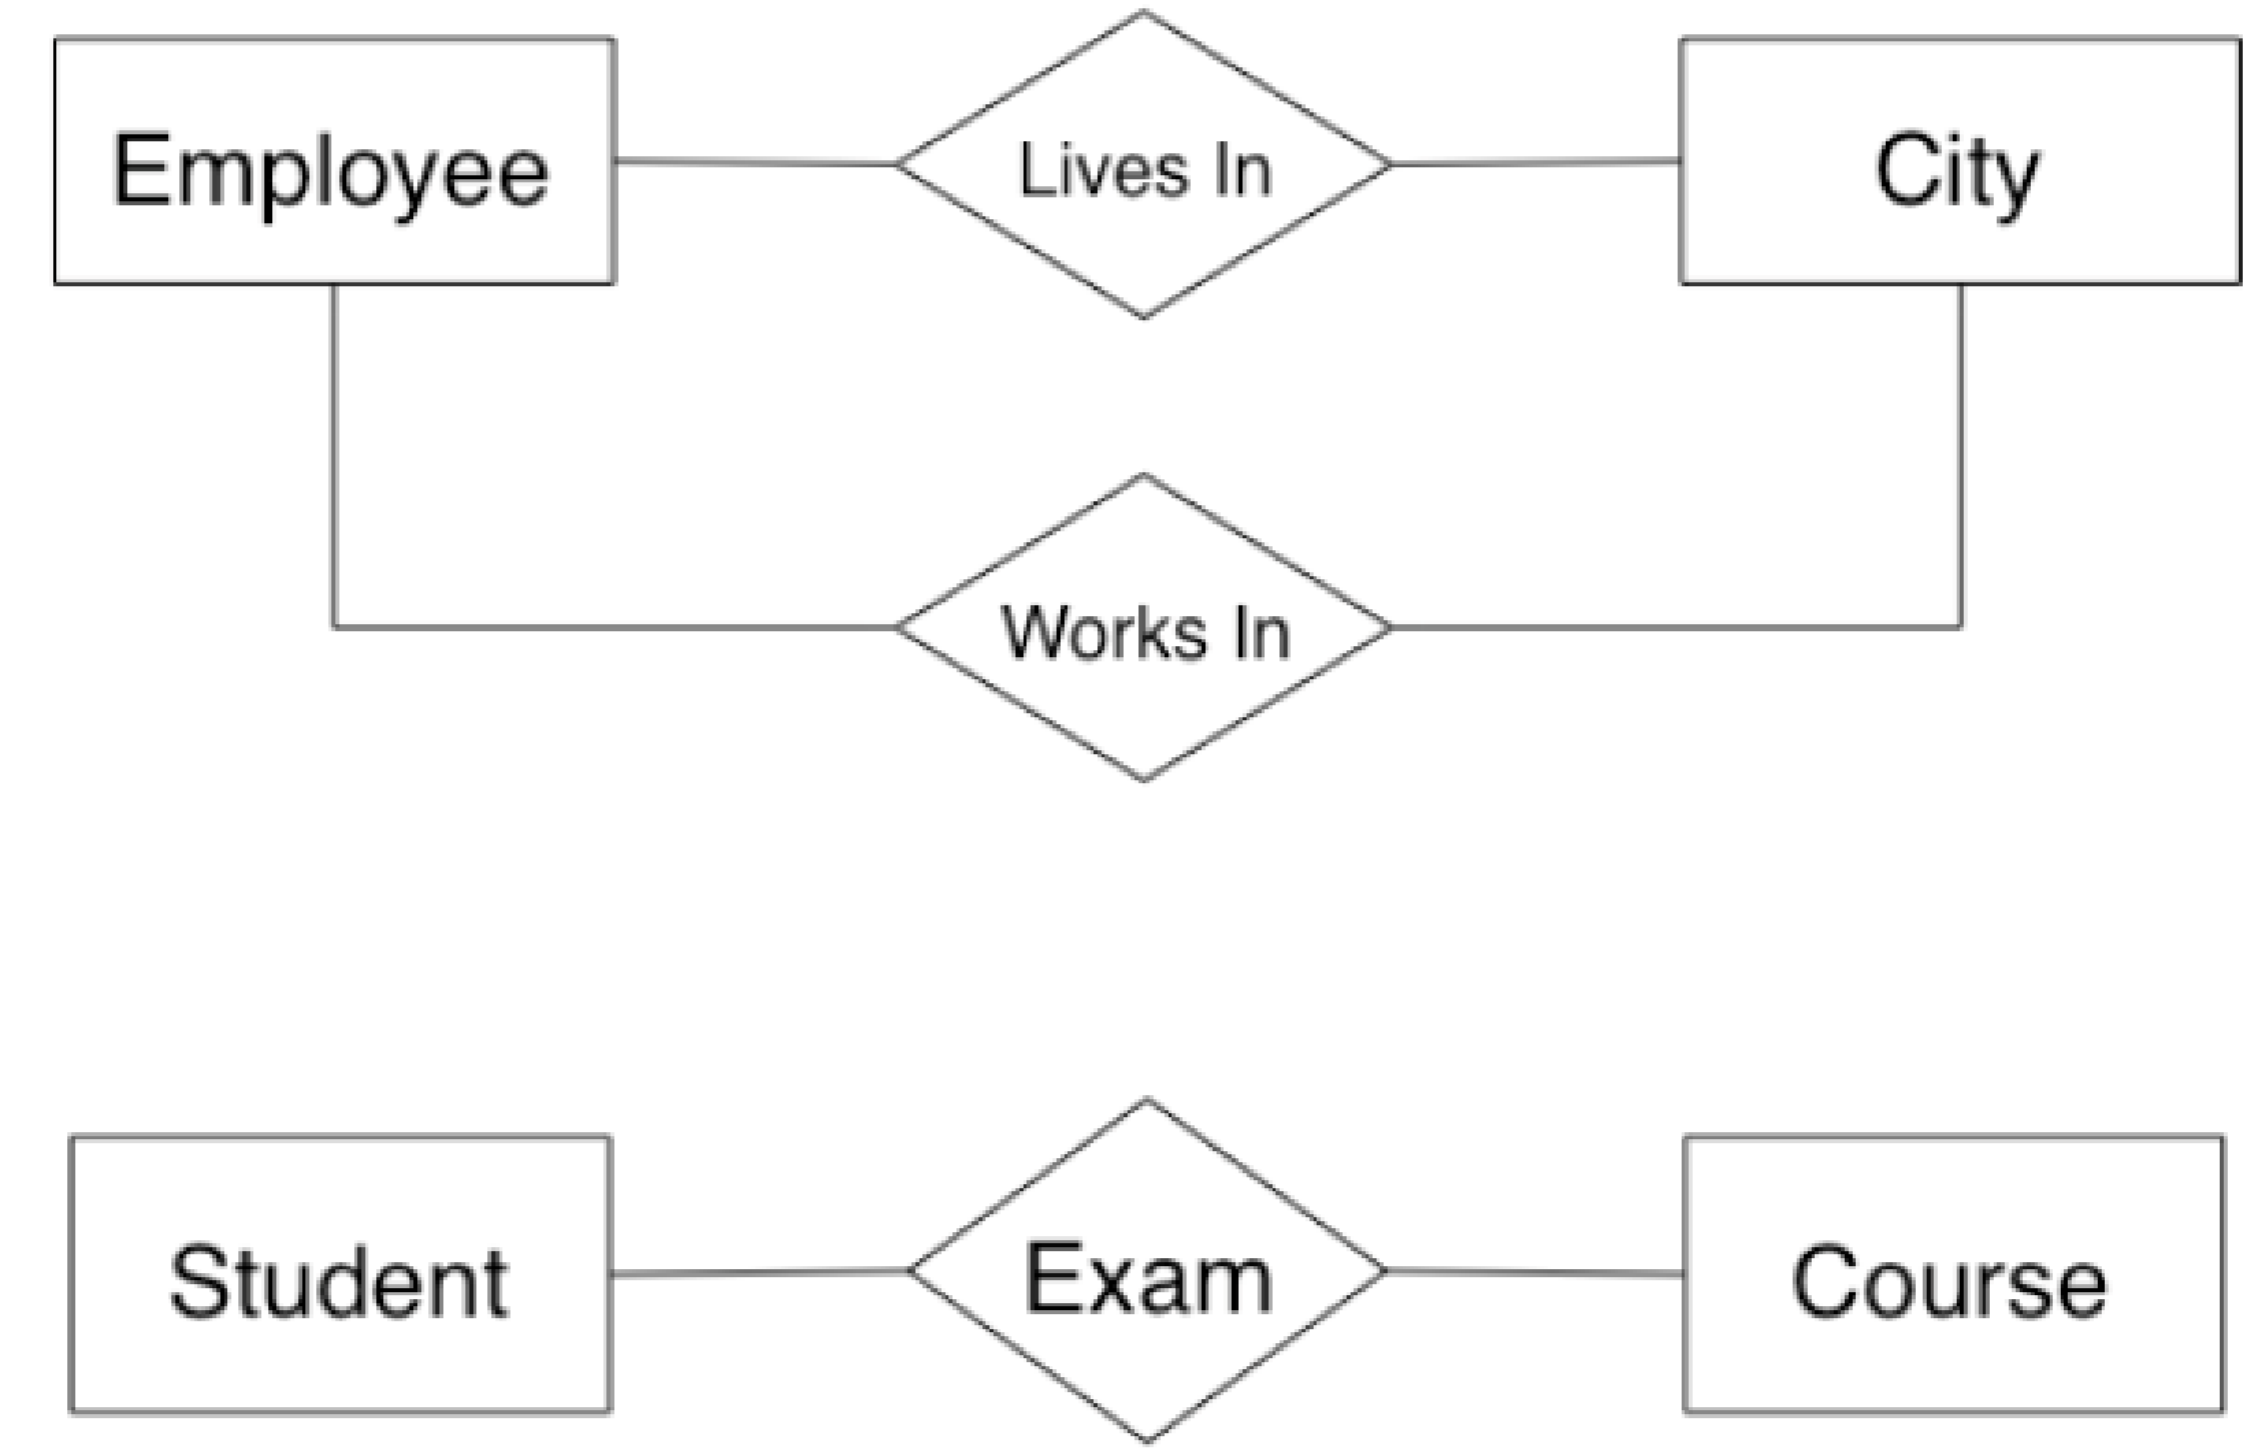 Employee
Lives In
City
Works In
Student
Exam
Course